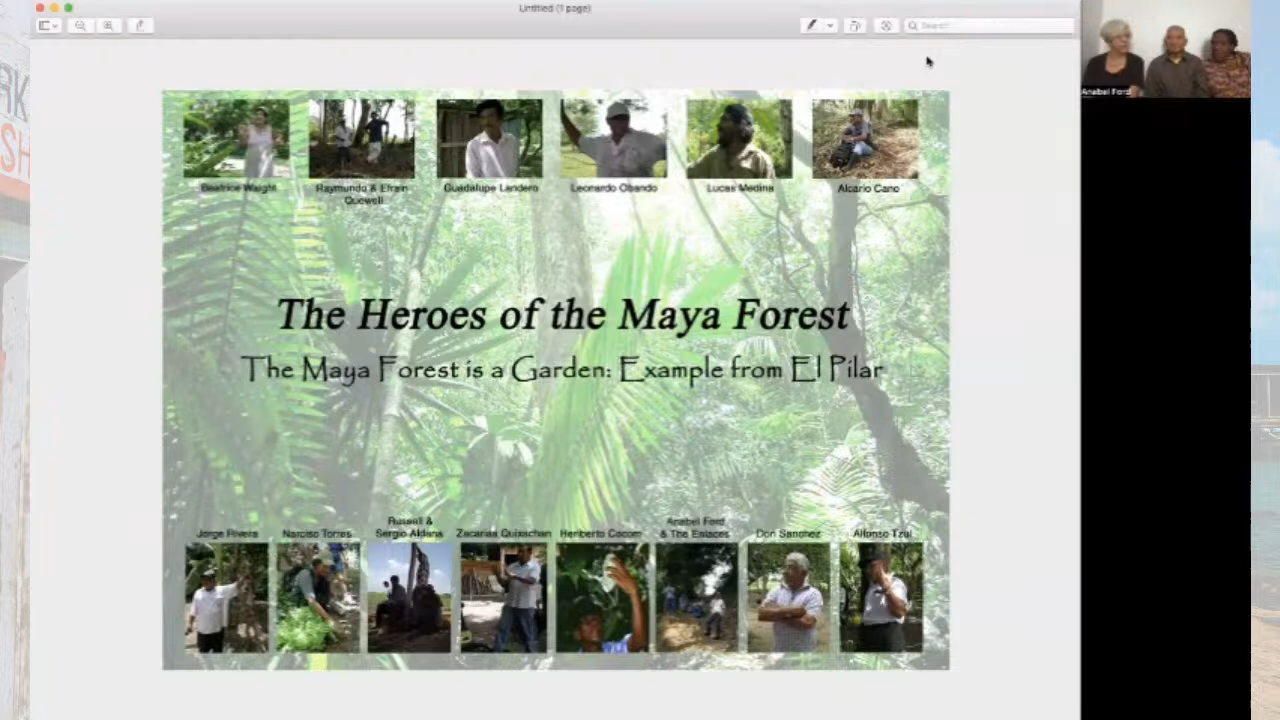 Untitled (1 page)
Search
Anabel Ford
Beatrice Waight
Raymundo & Efrain
Quewell
Guadalupe Landero
Leonardo Obando
Lucas Medina
Alcario Cano
The Heroes of the Maya Forest
The Maya Forest is a Garden: Example from El Pilar
Jorge Rivera
Narciso Torres
Russell &
Sergio Aldana
Zacarias Quixachan
Heriberto Cocom
Anabel Ford
& The Enlaces
Don Sanchez
Alfonso Tzul